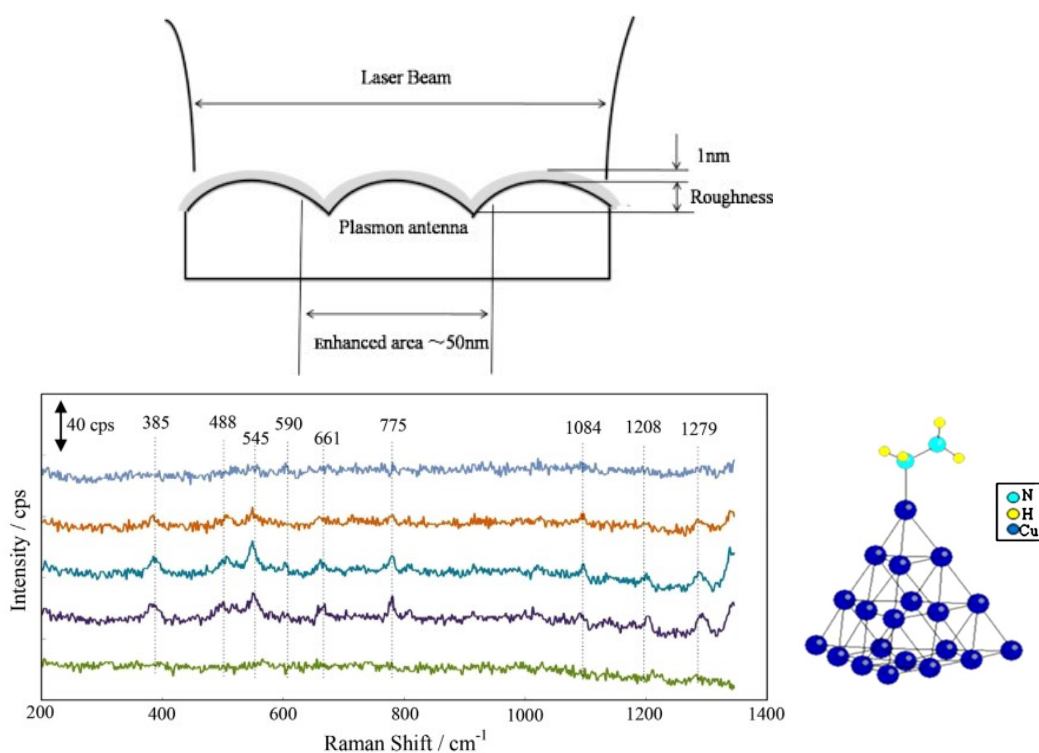 Laser Beam
1nm
Roughness
Plasmon antenna
Enhanced area ~50nm
40 cps
385
488
545
590
661
775
1084
1208
1279
Intensity / cps
200
400
600
800
1000
1200
1400
Raman Shift / cm⁻¹
N
H
Cu